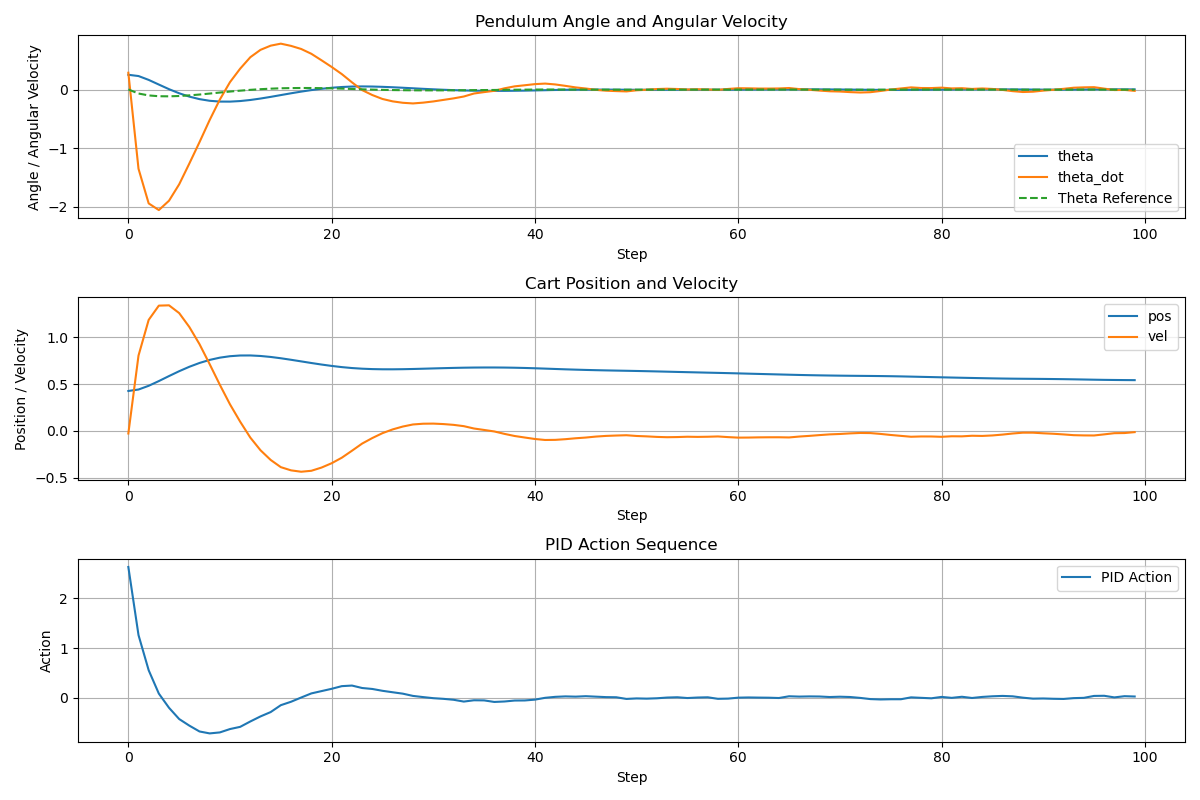 Pendulum Angle and Angular Velocity
Angle / Angular Velocity
0
−1
−2
theta
theta_dot
Theta Reference
0 20 40 60 80 100
Step
Cart Position and Velocity
Position / Velocity
1.0
0.5
0.0
−0.5
pos
vel
0 20 40 60 80 100
Step
PID Action Sequence
Action
2
1
0
PID Action
0 20 40 60 80 100
Step